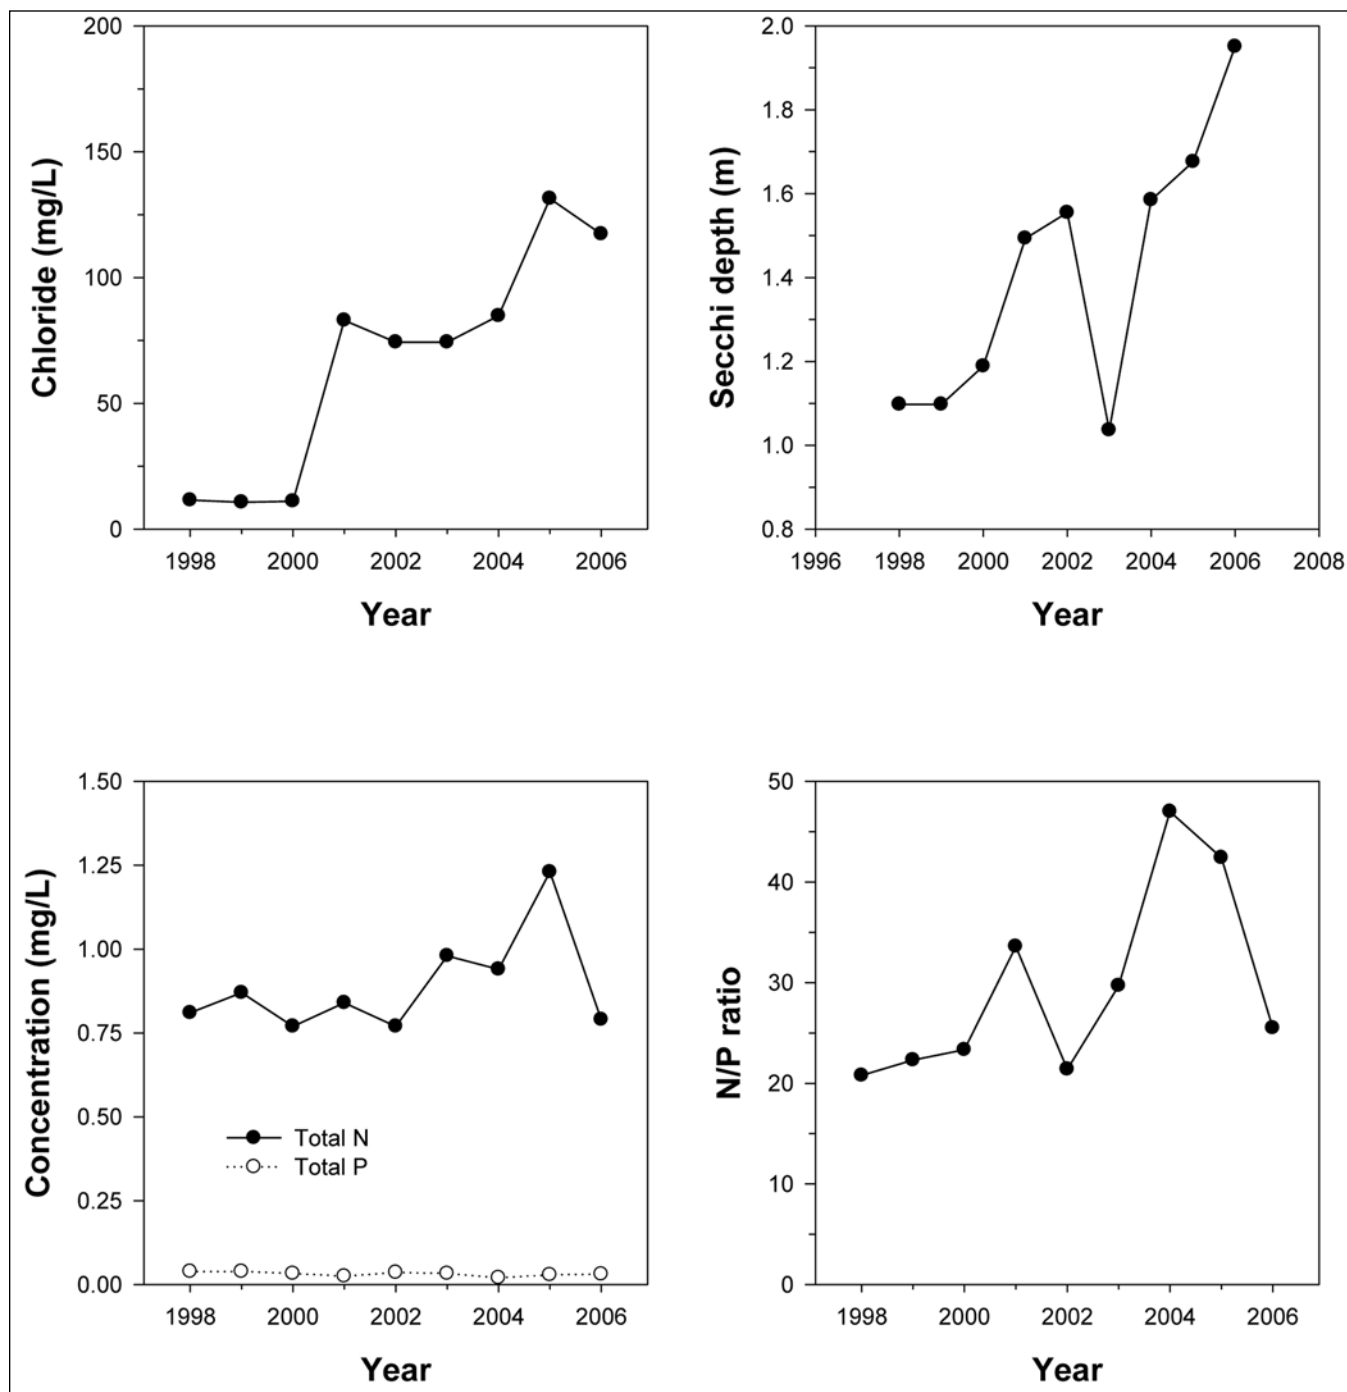 Chloride (mg/L)
200
150
100
50
0
1998 2000 2002 2004 2006
Year
Secchi depth (m)
2.0
1.8
1.6
1.4
1.2
1.0
0.8
1996 1998 2000 2002 2004 2006 2008
Year
Concentration (mg/L)
1.50
1.25
1.00
0.75
0.50
0.25
0.00
Total N
Total P
1998 2000 2002 2004 2006
Year
N/P ratio
50
40
30
20
10
0
1998 2000 2002 2004 2006
Year